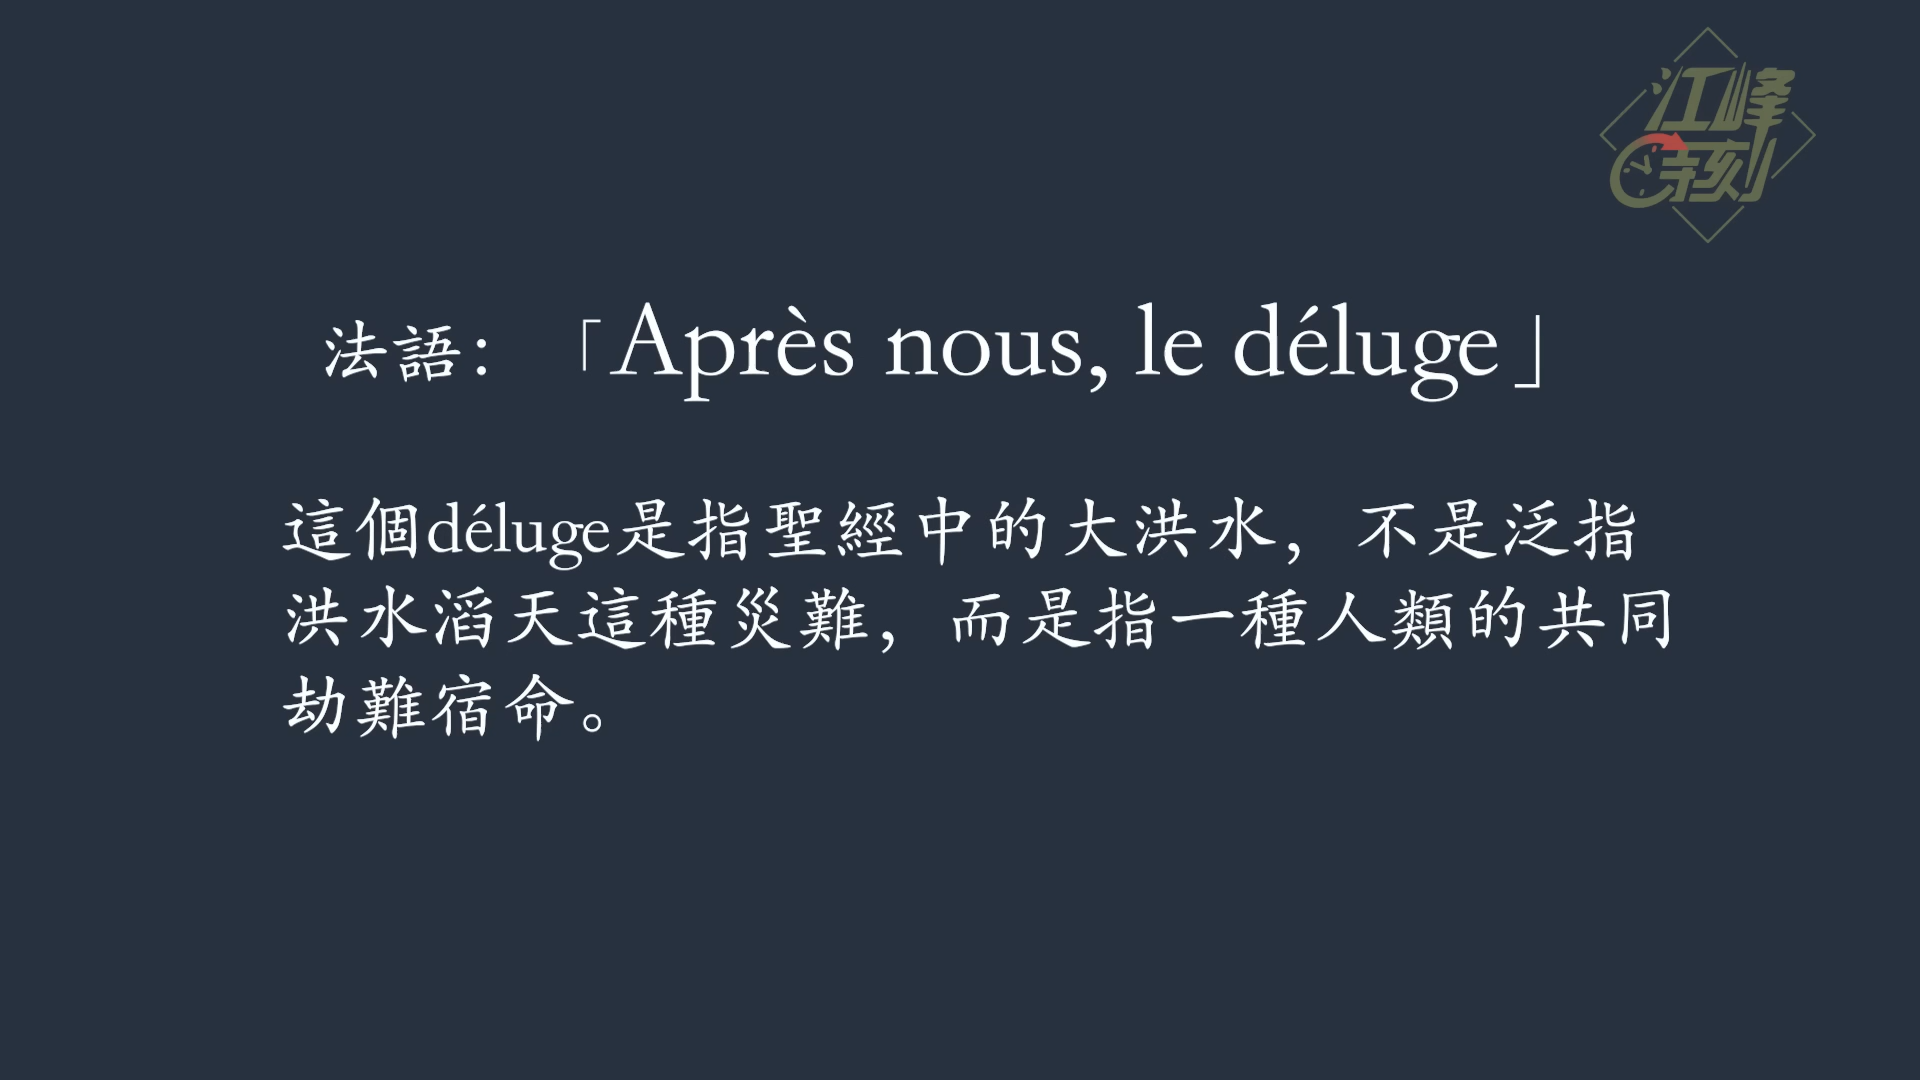 江峰
時刻
法語：「Après nous, le déluge」
這個déluge是指聖經中的大洪水，不是泛指
洪水滔天這種災難，而是指一種人類的共同
劫難宿命。